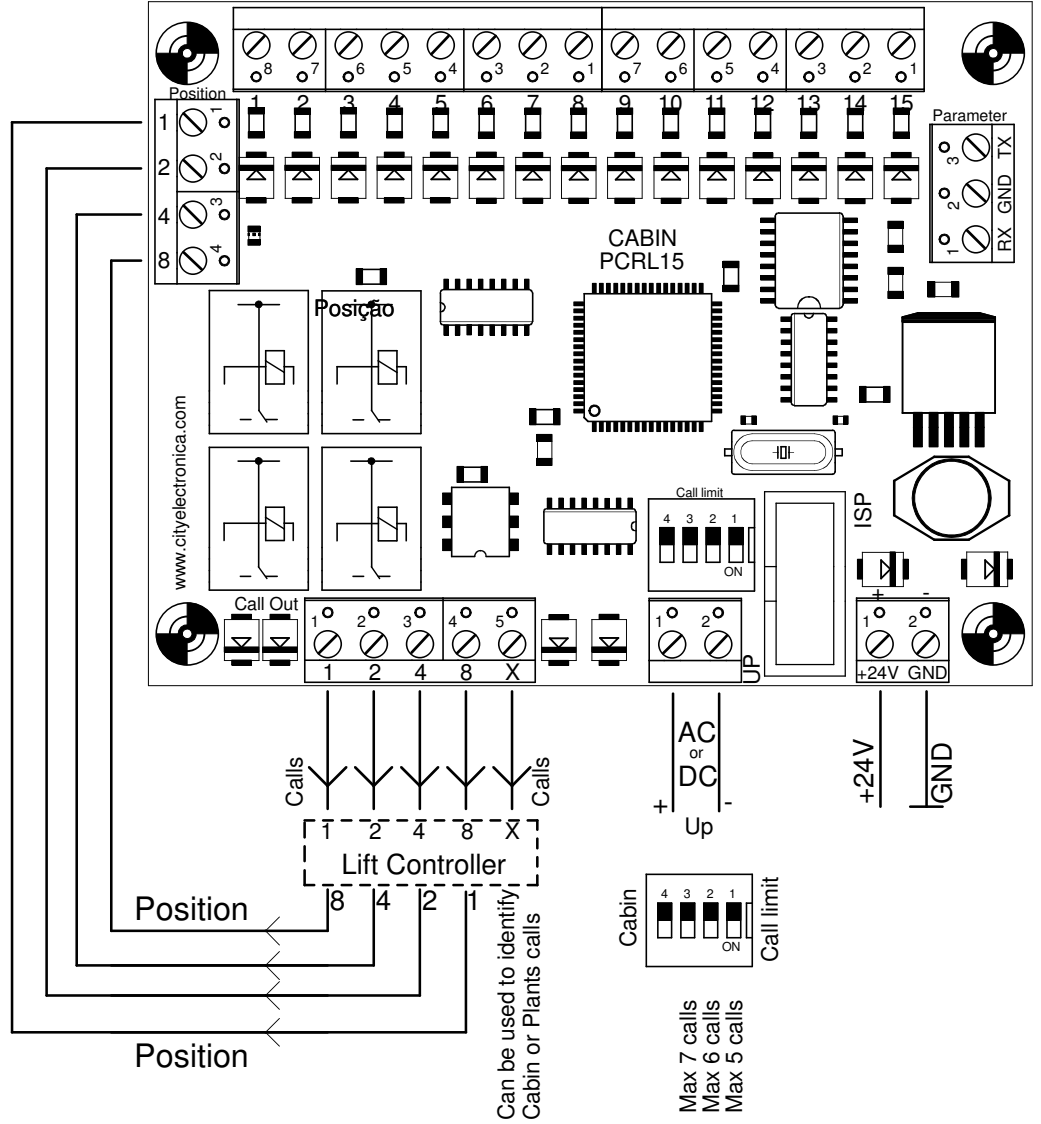 8 7 6 5 4 3 2 1 7 6 5 4 3 2 1
1 2 3 4 5 6 7 8 9 10 11 12 13 14 15
Position
1 1
2 2
4 3
8 4
Parameter
3 TX
2 GND
1 RX
CABIN
PCRL15
Posição
www.cityelectronica.com
Call limit
4 3 2 1
ON
ISP
Call Out
1 2 3 4 5
1 2 4 8 X
1 2
UP
+ -
1 2
+24V GND
Calls
Calls
AC
or
DC
+ -
Up
+24V
GND
1 2 4 8 X
Lift Controller
8 4 2 1
Position
Position
Can be used to identify
Cabin or Plants calls
Cabin
4 3 2 1
ON
Call limit
Max 7 calls
Max 6 calls
Max 5 calls